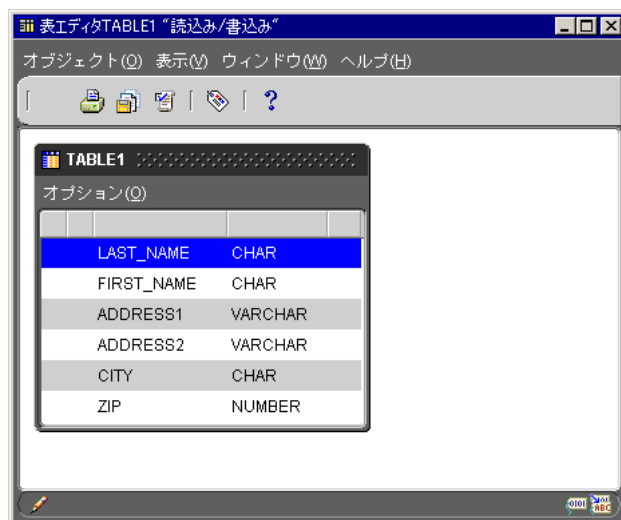 表エディタTABLE1 “読込み/書込み“
オブジェクト(O) 表示(V) ウィンドウ(W) ヘルプ(H)
TABLE1
オプション(O)
LAST_NAME CHAR
FIRST_NAME CHAR
ADDRESS1 VARCHAR
ADDRESS2 VARCHAR
CITY CHAR
ZIP NUMBER
0101 ABC